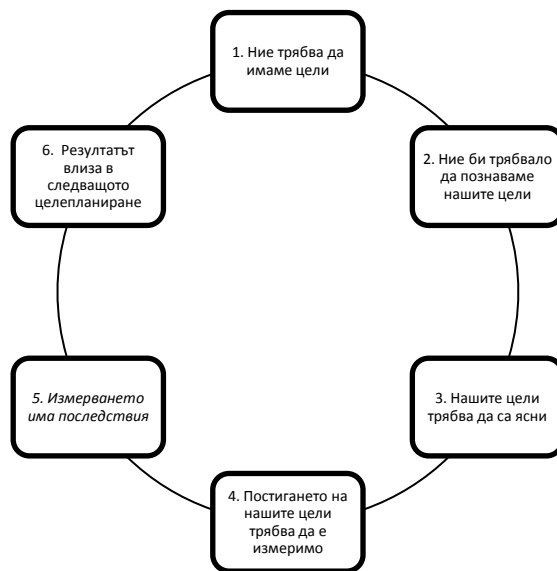 1. Ние трябва да
имаме цели
2. Ние би трябвало
да познаваме
нашите цели
3. Нашите цели
трябва да са ясни
4. Постигането на
нашите цели
трябва да е
измеримо
5. Измерването
има последствия
6. Резултатът
влиза в
следващото
целепланиране